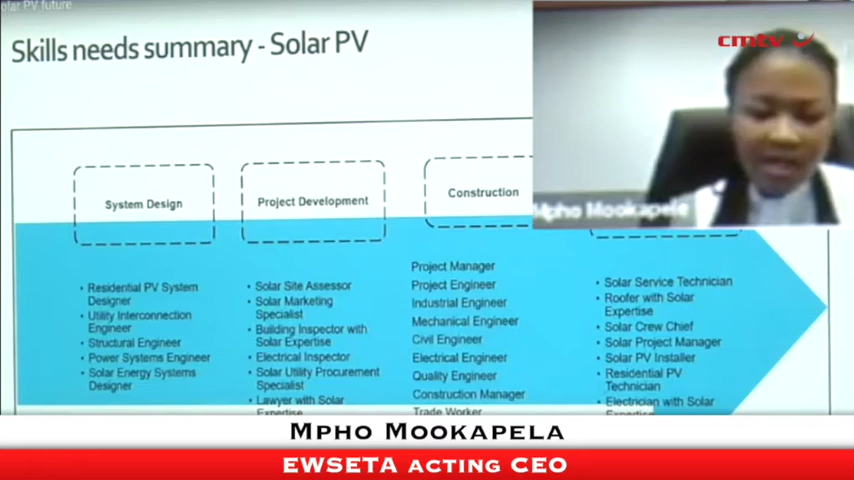 olar PV future
Skills needs summary - Solar PV
cmtv
System Design
Project Development
Construction
Mpho Mookapela
• Residential PV System
Designer
• Utility Interconnection
Engineer
• Structural Engineer
• Power Systems Engineer
• Solar Energy Systems
Designer
• Solar Site Assessor
• Solar Marketing
Specialist
• Building Inspector with
Solar Expertise
• Electrical Inspector
• Solar Utility Procurement
Specialist
• Lawyer with Solar
Expertise
Project Manager
Project Engineer
Industrial Engineer
Mechanical Engineer
Civil Engineer
Electrical Engineer
Quality Engineer
Construction Manager
Trade Worker
• Solar Service Technician
• Roofer with Solar
Expertise
• Solar Crew Chief
• Solar Project Manager
• Solar PV Installer
• Residential PV
Technician
• Electrician with Solar
Expertise
MPHO MOOKAPELA
EWSETA ACTING CEO